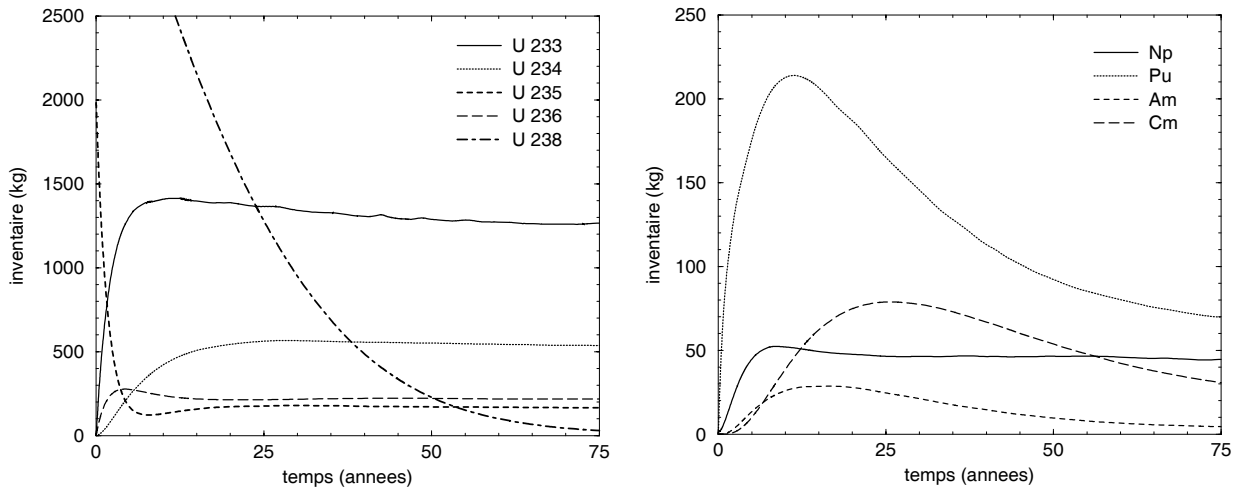 2500
2000
1500
1000
500
0
0 25 50 75
inventaire (kg)
temps (annees)
U 233
U 234
U 235
U 236
U 238
250
200
150
100
50
0
0 25 50 75
inventaire (kg)
temps (annees)
Np
Pu
Am
Cm